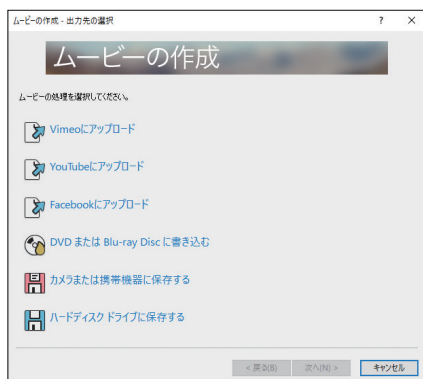 ムービーの作成 - 出力先の選択
?
×
ムービーの作成
ムービーの処理を選択してください。
Vimeoにアップロード
YouTubeにアップロード
Facebookにアップロード
DVD または Blu-ray Disc に書き込む
カメラまたは携帯機器に保存する
ハードディスク ドライブに保存する
< 戻る(B) 次へ(N) > キャンセル